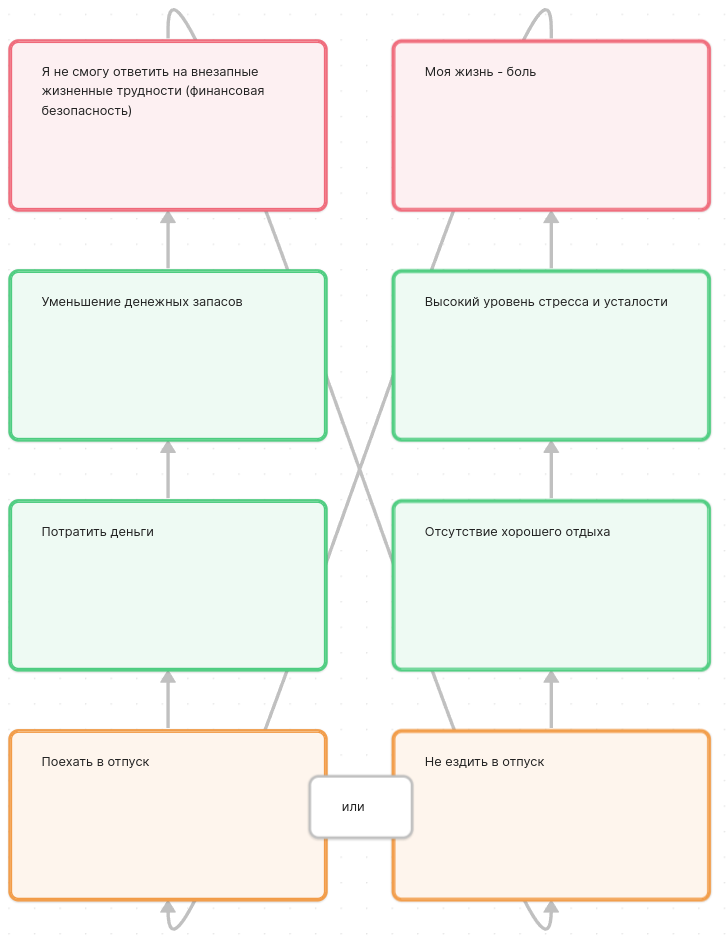 Я не смогу ответить на внезапные
жизненные трудности (финансовая
безопасность)
Моя жизнь - боль
Уменьшение денежных запасов
Высокий уровень стресса и усталости
Потратить деньги
Отсутствие хорошего отдыха
Поехать в отпуск
Не ездить в отпуск
или